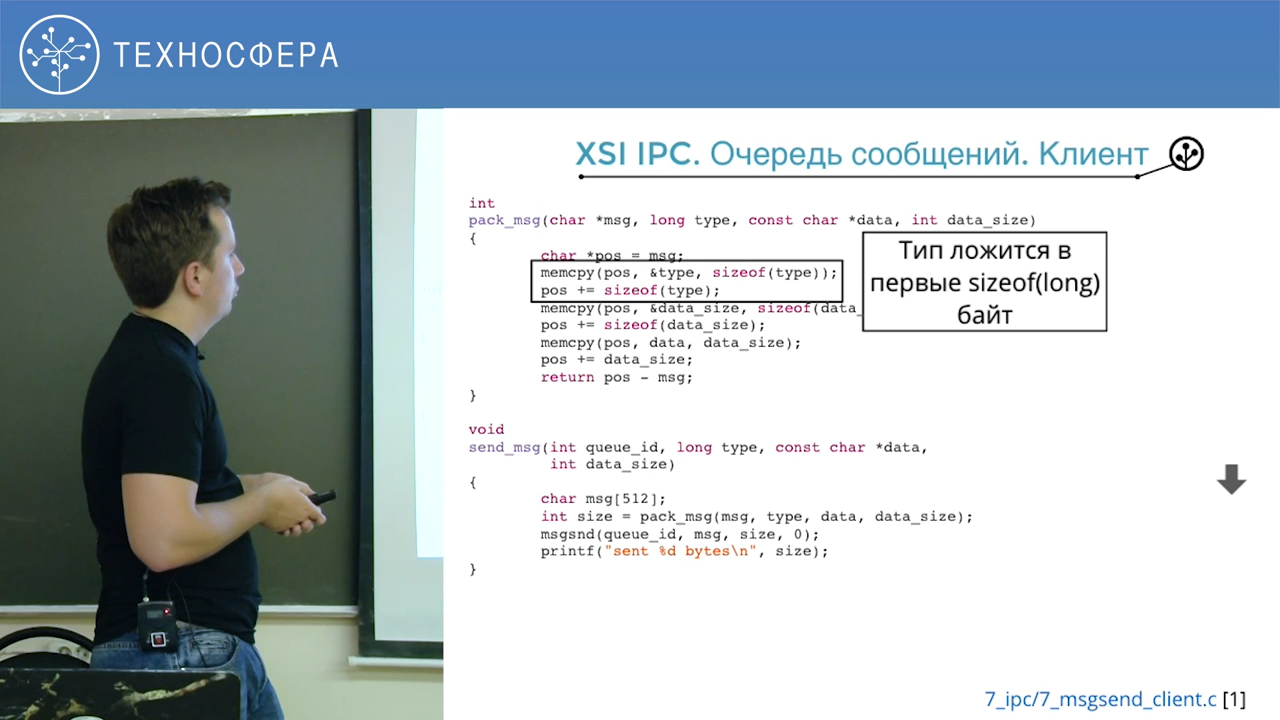 ТЕХНОСФЕРА
XSI IPC. Очередь сообщений. Клиент
int
pack_msg(char *msg, long type, const char *data, int data_size)
{
char *pos = msg;
memcpy(pos, &type, sizeof(type));
pos += sizeof(type);
memcpy(pos, &data_size, sizeof(data_
pos += sizeof(data_size);
memcpy(pos, data, data_size);
pos += data_size;
return pos - msg;
}
Тип ложится в
первые sizeof(long)
байт
void
send_msg(int queue_id, long type, const char *data,
int data_size)
{
char msg[512];
int size = pack_msg(msg, type, data, data_size);
msgsnd(queue_id, msg, size, 0);
printf("sent %d bytes\n", size);
}
7_ipc/7_msgsend_client.c [1]